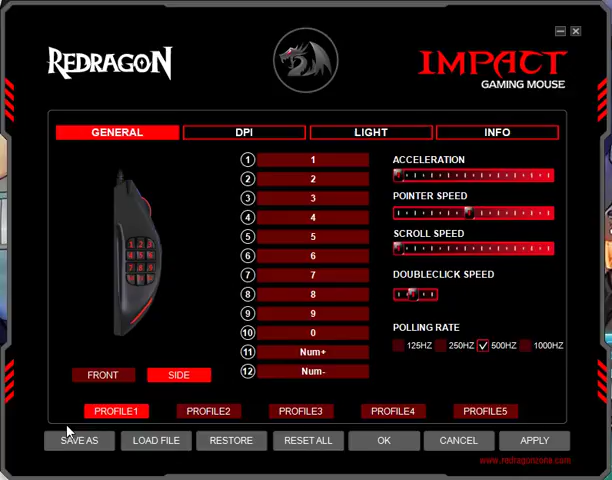 REDRAGON
IMPACT
GAMING MOUSE
GENERAL DPI LIGHT INFO
1 1
2 2
3 3
4 4
5 5
6 6
7 7
8 8
9 9
10 0
11 Num+
12 Num-
ACCELERATION
POINTER SPEED
SCROLL SPEED
DOUBLECLICK SPEED
POLLING RATE
125HZ 250HZ 500HZ 1000HZ
FRONT SIDE
PROFILE1 PROFILE2 PROFILE3 PROFILE4 PROFILE5
SAVE AS LOAD FILE RESTORE RESET ALL OK CANCEL APPLY
www.redragonzone.com